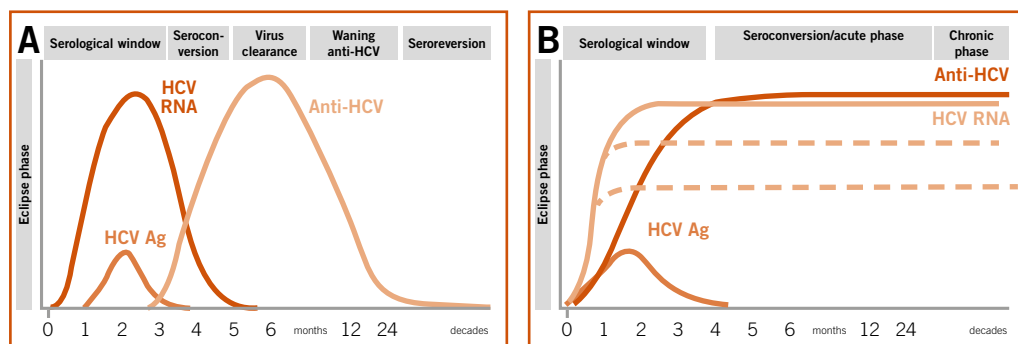 A
Serological window
Serocon-
version
Virus
clearance
Waning
anti-HCV
Seroreversion
Eclipse phase
HCV
RNA
Anti-HCV
HCV Ag
0 1 2 3 4 5 6 months 12 24 decades
B
Serological window
Seroconversion/acute phase
Chronic
phase
Eclipse phase
Anti-HCV
HCV RNA
HCV Ag
0 1 2 3 4 5 6 months 12 24 decades